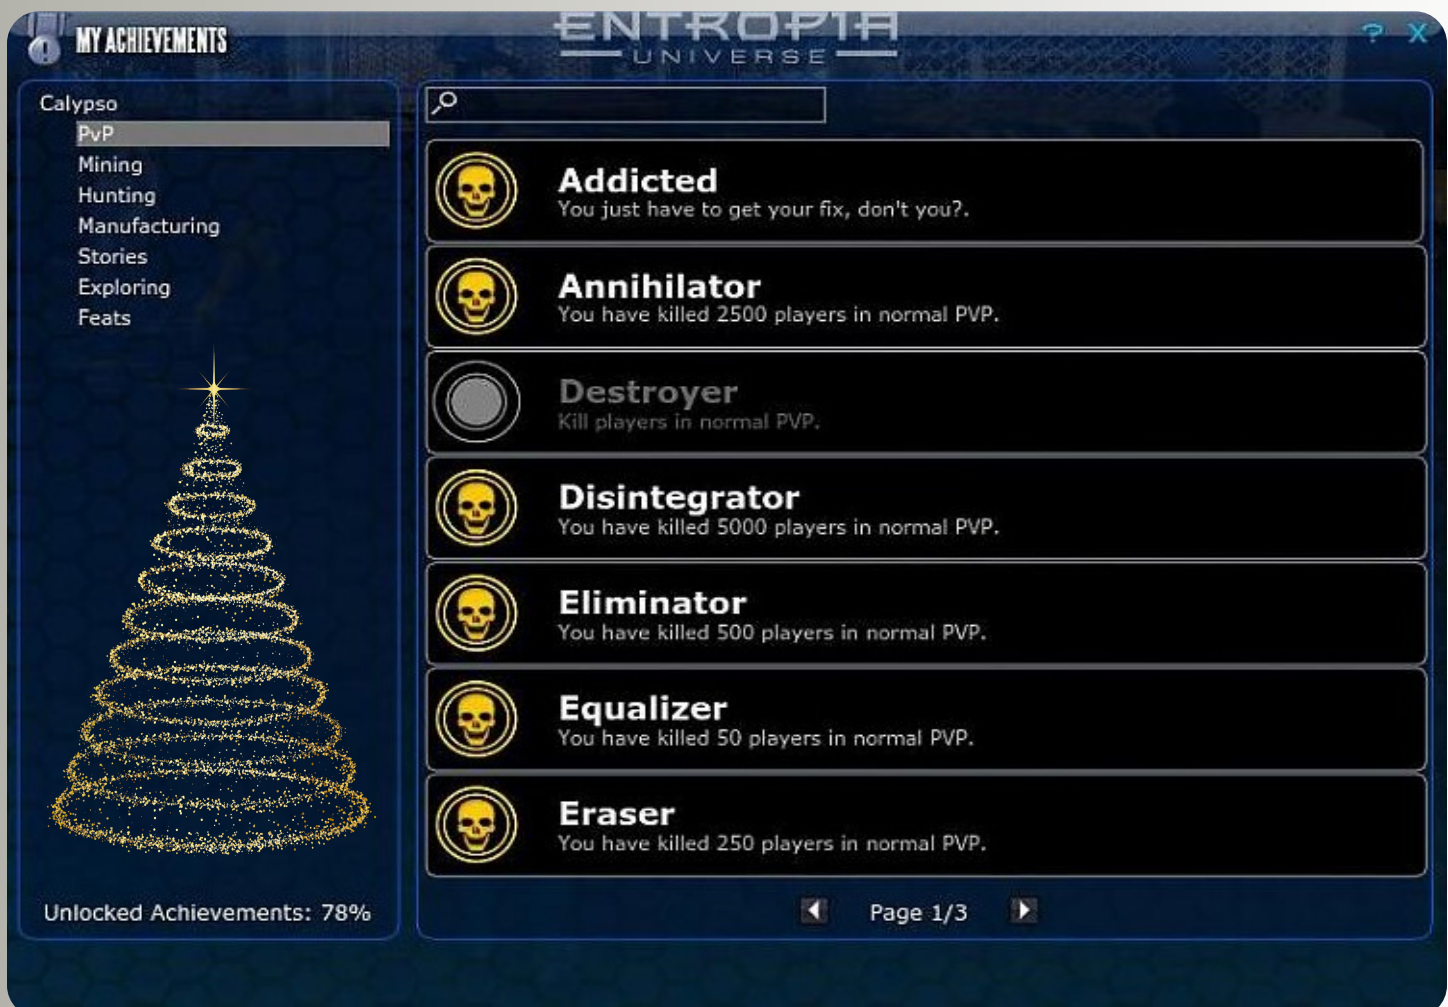 MY ACHIEVEMENTS
ENTROPIA
UNIVERSE
? X
Calypso
PvP
Mining
Hunting
Manufacturing
Stories
Exploring
Feats
Unlocked Achievements: 78%
Addicted
You just have to get your fix, don't you?.
Annihilator
You have killed 2500 players in normal PVP.
Destroyer
Kill players in normal PVP.
Disintegrator
You have killed 5000 players in normal PVP.
Eliminator
You have killed 500 players in normal PVP.
Equalizer
You have killed 50 players in normal PVP.
Eraser
You have killed 250 players in normal PVP.
Page 1/3